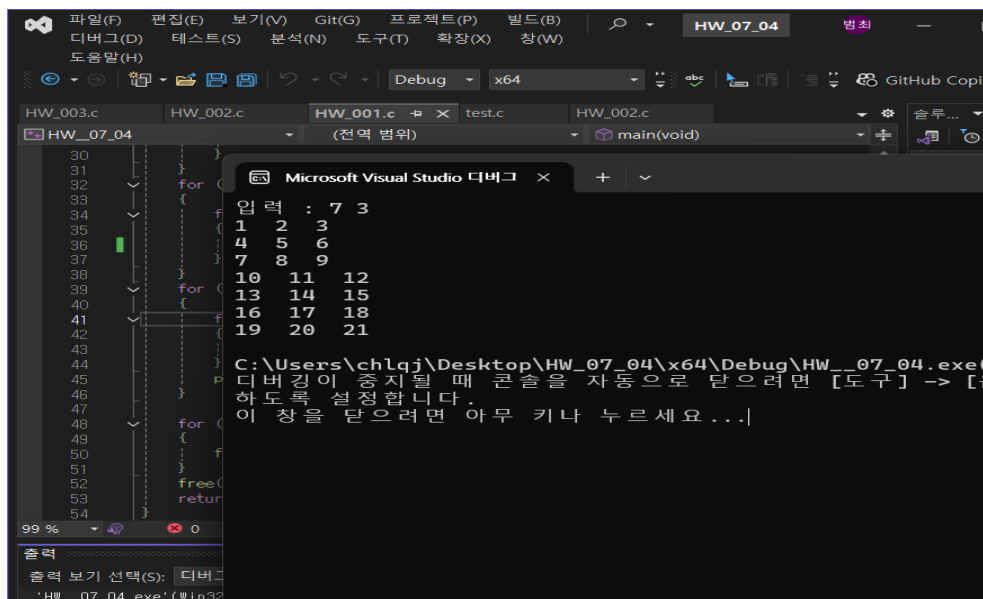 파일(F) 편집(E) 보기(V) Git(G) 프로젝트(P) 빌드(B)
디버그(D) 테스트(S) 분석(N) 도구(T) 확장(X) 창(W)
도움말(H)
HW_07_04
범최
Debug x64
GitHub Copi
HW_003.c HW_002.c HW_001.c test.c HW_002.c
솔루...
HW__07_04 (전역 범위) main(void)
30 }
31 }
32 for (
33 {
34 f
35 {
36
37 }
38 }
39 for (
40 {
41 f
42 {
43
44 }
45 p
46 }
47
48 for (
49 {
50 f
51 }
52 free(
53 retur
54 }
99 % 0
출력
출력 보기 선택(S): 디버그
'HW__07_04.exe'(Win32
Microsoft Visual Studio 디버그
입력 : 7 3
1 2 3
4 5 6
7 8 9
10 11 12
13 14 15
16 17 18
19 20 21
C:\Users\chlqj\Desktop\HW_07_04\x64\Debug\HW__07_04.exe(
디버깅이 중지될 때 콘솔을 자동으로 닫으려면 [도구] -> [
하도록 설정합니다.
이 창을 닫으려면 아무 키나 누르세요...